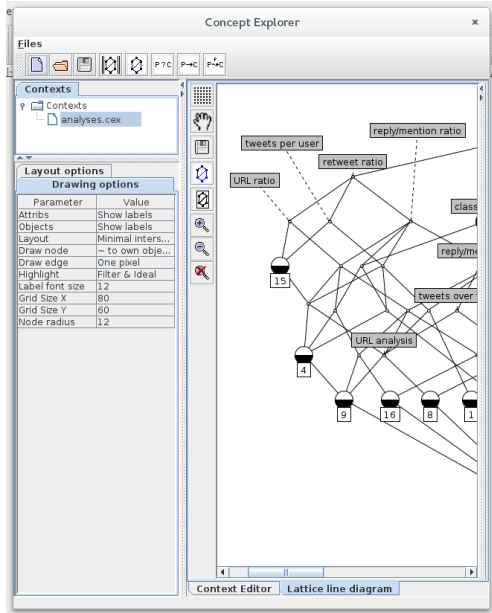 Concept Explorer
×
Files
P?C P→C
Contexts
Contexts
analyses.cex
Layout options
Drawing options
Parameter Value
Attribs Show labels
Objects Show labels
Layout Minimal inters...
Draw node ~ to own obje...
Draw edge One pixel
Highlight Filter & Ideal
Label font size 12
Grid Size X 80
Grid Size Y 60
Node radius 12
reply/mention ratio
tweets per user
retweet ratio
URL ratio
class
reply/me
15
tweets over
URL analysis
4
9 16 8 1
Context Editor Lattice line diagram